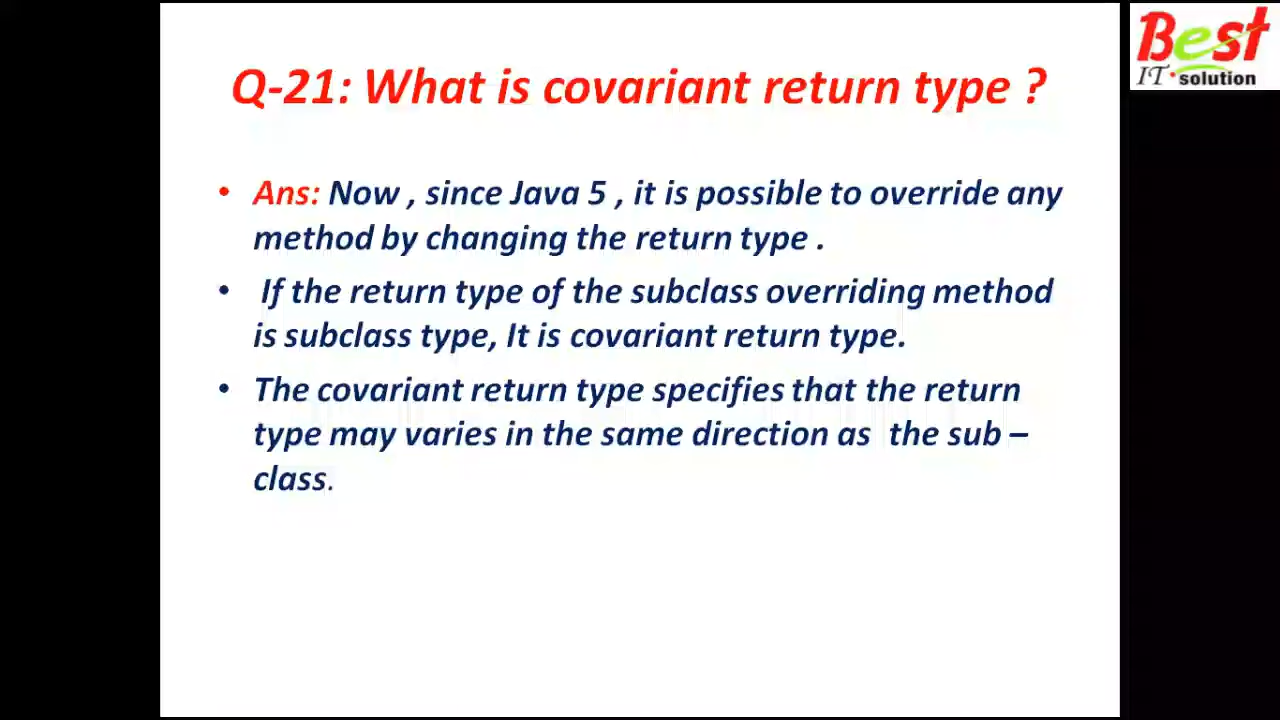 Best
IT solution
Q-21: What is covariant return type ?
• Ans: Now , since Java 5 , it is possible to override any
method by changing the return type .
• If the return type of the subclass overriding method
is subclass type, It is covariant return type.
• The covariant return type specifies that the return
type may varies in the same direction as the sub –
class.